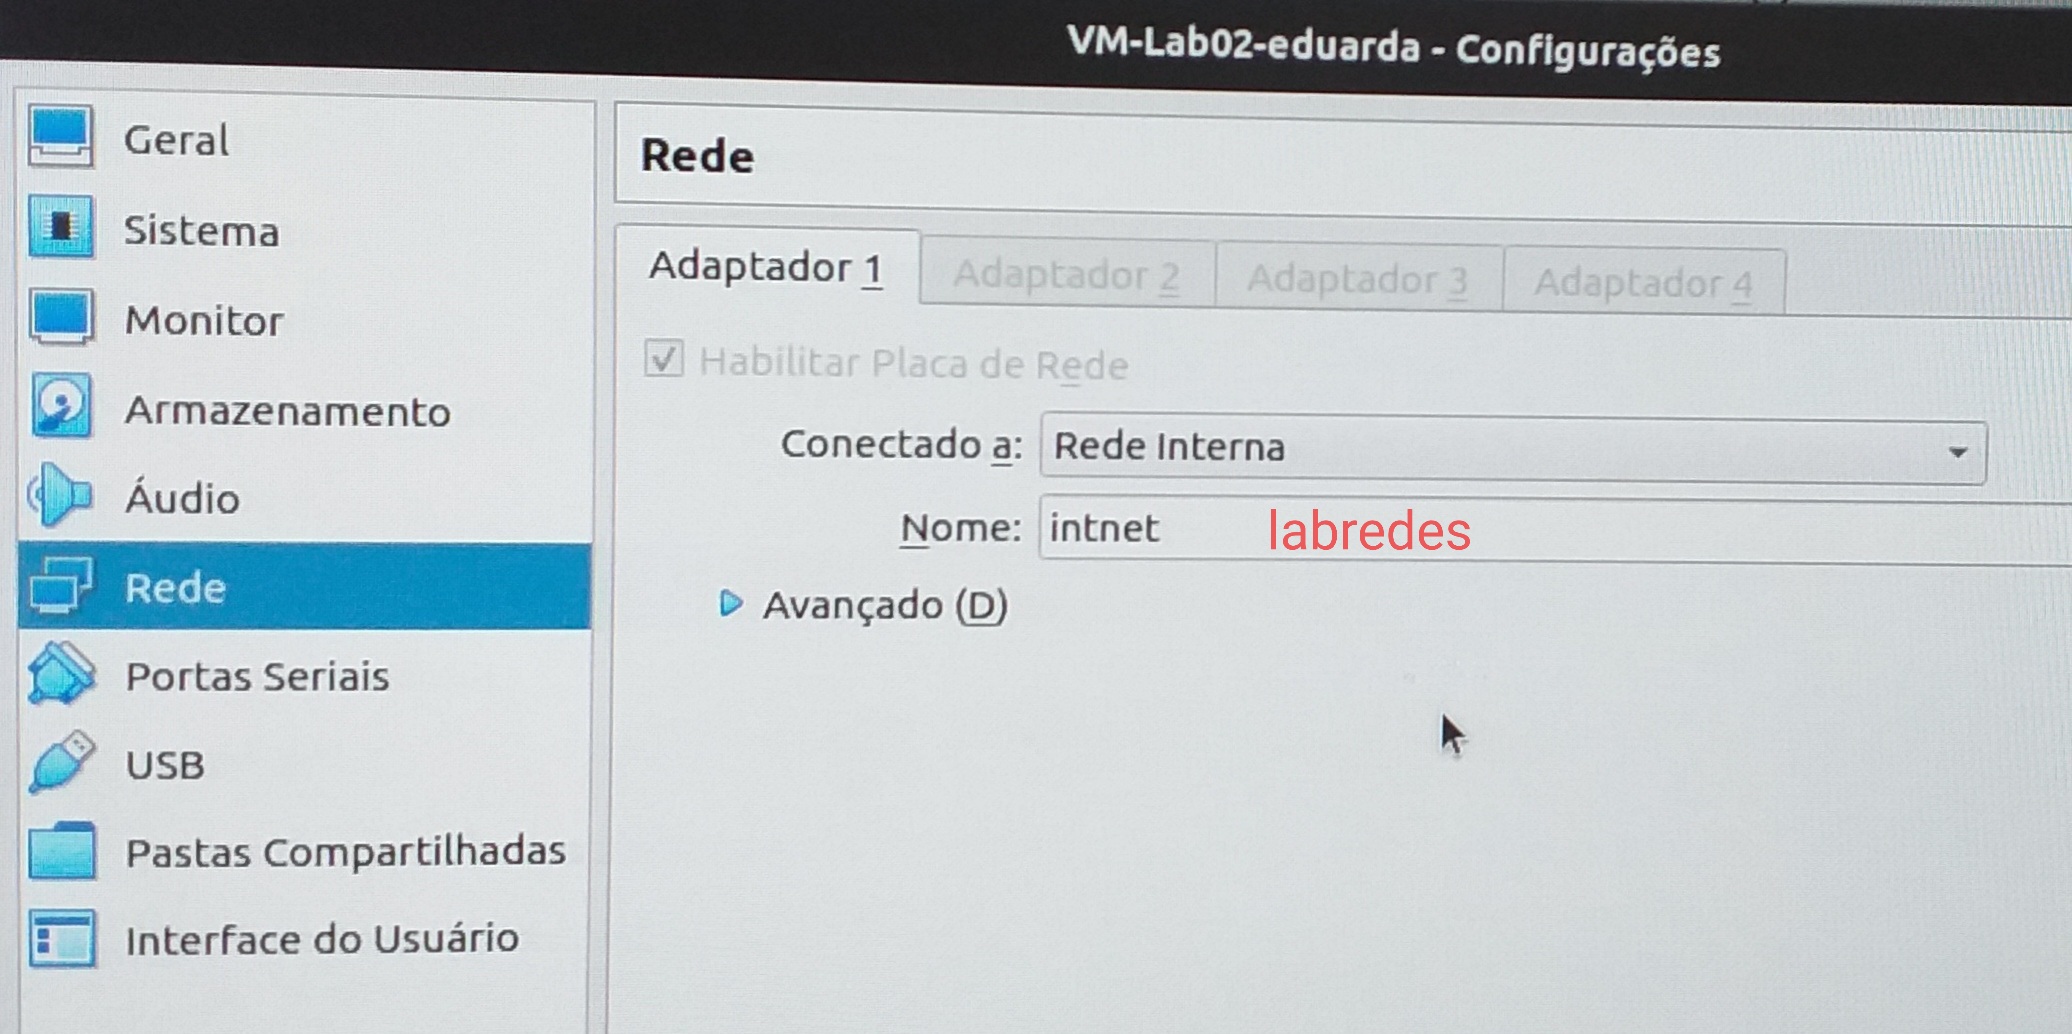 VM-Lab02-eduarda - Configurações
Geral
Sistema
Monitor
Armazenamento
Áudio
Rede
Portas Seriais
USB
Pastas Compartilhadas
Interface do Usuário
Rede
Adaptador 1 Adaptador 2 Adaptador 3 Adaptador 4
Habilitar Placa de Rede
Conectado a: Rede Interna
Nome: intnet labredes
Avançado (D)